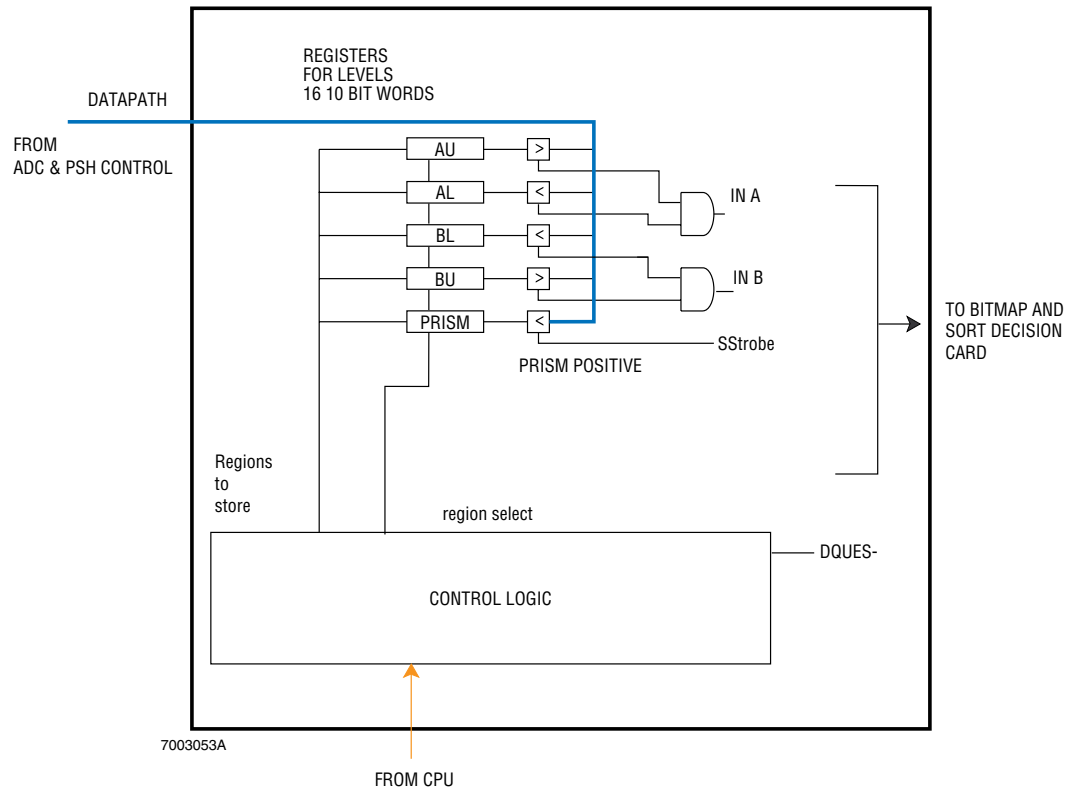 REGISTERS
FOR LEVELS
16 10 BIT WORDS
DATAPATH
FROM
ADC & PSH CONTROL
AU
>
AL
<
IN A
BL
<
BU
>
IN B
PRISM
<
SStrobe
PRISM POSITIVE
TO BITMAP AND
SORT DECISION
CARD
Regions
to
store
region select
DQUES-
CONTROL LOGIC
7003053A
FROM CPU